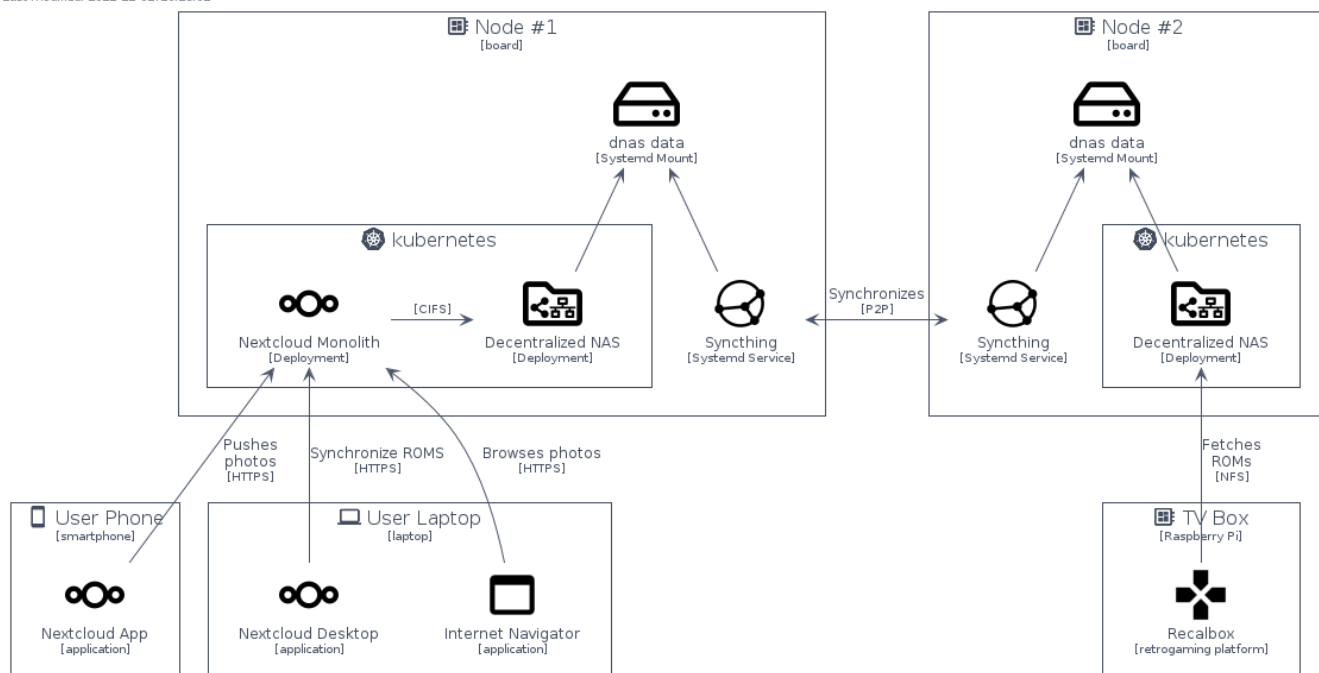 Node #1
[board]
Node #2
[board]
dnas data
[Systemd Mount]
dnas data
[Systemd Mount]
kubernetes
kubernetes
[CIFS]
Synchronizes
[P2P]
Nextcloud Monolith
[Deployment]
Decentralized NAS
[Deployment]
Syncthing
[Systemd Service]
Syncthing
[Systemd Service]
Decentralized NAS
[Deployment]
Pushes
photos
[HTTPS]
Synchronize ROMS
[HTTPS]
Browses photos
[HTTPS]
Fetches
ROMs
[NFS]
User Phone
[smartphone]
User Laptop
[laptop]
TV Box
[Raspberry Pi]
Nextcloud App
[application]
Nextcloud Desktop
[application]
Internet Navigator
[application]
Recalbox
[retrogaming platform]